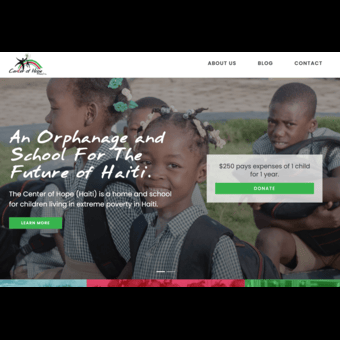 Center of Hope
ABOUT US
BLOG
CONTACT
An Orphanage and
School For The
Future of Haiti.
The Center of Hope (Haiti) is a home and school
for children living in extreme poverty in Haiti.
LEARN MORE
$250 pays expenses of 1 child
for 1 year.
DONATE